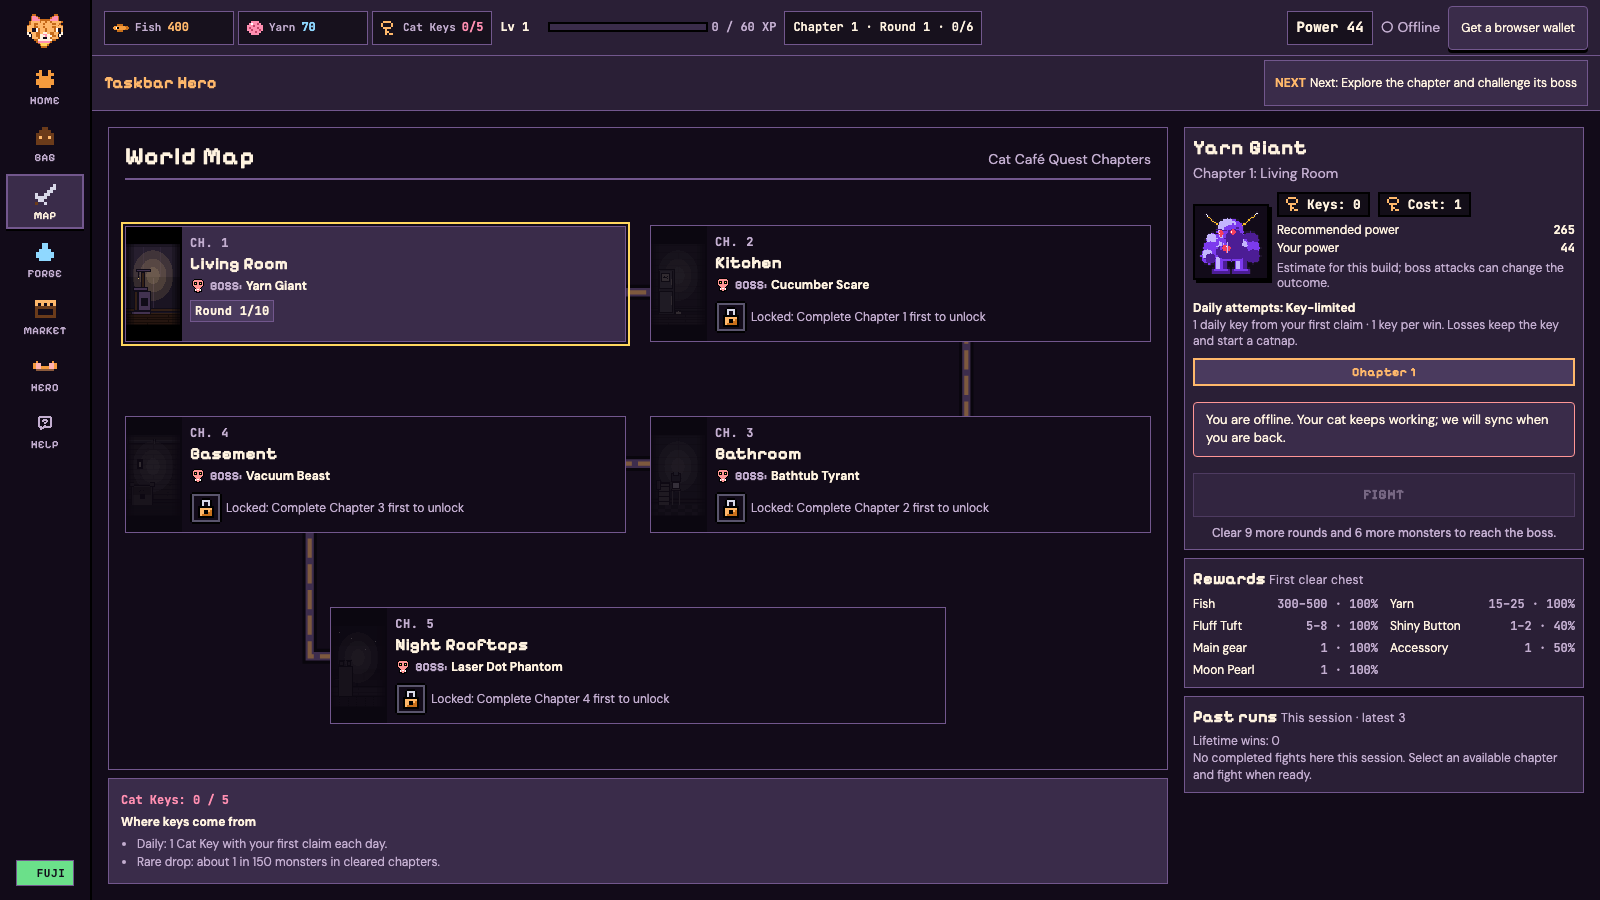 Fish 400
Yarn 70
Cat Keys 0/5
Lv 1
0 / 60 XP
Chapter 1 · Round 1 · 0/6
Power 44
Offline
Get a browser wallet
HOME
BAG
MAP
FORGE
MARKET
HERO
HELP
FUJI
Taskbar Hero
NEXT Next: Explore the chapter and challenge its boss
World Map
Cat Café Quest Chapters
CH. 1
Living Room
BOSS: Yarn Giant
Round 1/10
CH. 2
Kitchen
BOSS: Cucumber Scare
Locked: Complete Chapter 1 first to unlock
CH. 4
Basement
BOSS: Vacuum Beast
Locked: Complete Chapter 3 first to unlock
CH. 3
Bathroom
BOSS: Bathtub Tyrant
Locked: Complete Chapter 2 first to unlock
CH. 5
Night Rooftops
BOSS: Laser Dot Phantom
Locked: Complete Chapter 4 first to unlock
Cat Keys: 0 / 5
Where keys come from
• Daily: 1 Cat Key with your first claim each day.
• Rare drop: about 1 in 150 monsters in cleared chapters.
Yarn Giant
Chapter 1: Living Room
Keys: 0
Cost: 1
Recommended power 265
Your power 44
Estimate for this build; boss attacks can change the
outcome.
Daily attempts: Key-limited
1 daily key from your first claim · 1 key per win. Losses keep the key
and start a catnap.
Chapter 1
You are offline. Your cat keeps working; we will sync when
you are back.
FIGHT
Clear 9 more rounds and 6 more monsters to reach the boss.
Rewards First clear chest
Fish 300–500 · 100% Yarn 15–25 · 100%
Fluff Tuft 5–8 · 100% Shiny Button 1–2 · 40%
Main gear 1 · 100% Accessory 1 · 50%
Moon Pearl 1 · 100%
Past runs This session · latest 3
Lifetime wins: 0
No completed fights here this session. Select an available chapter
and fight when ready.